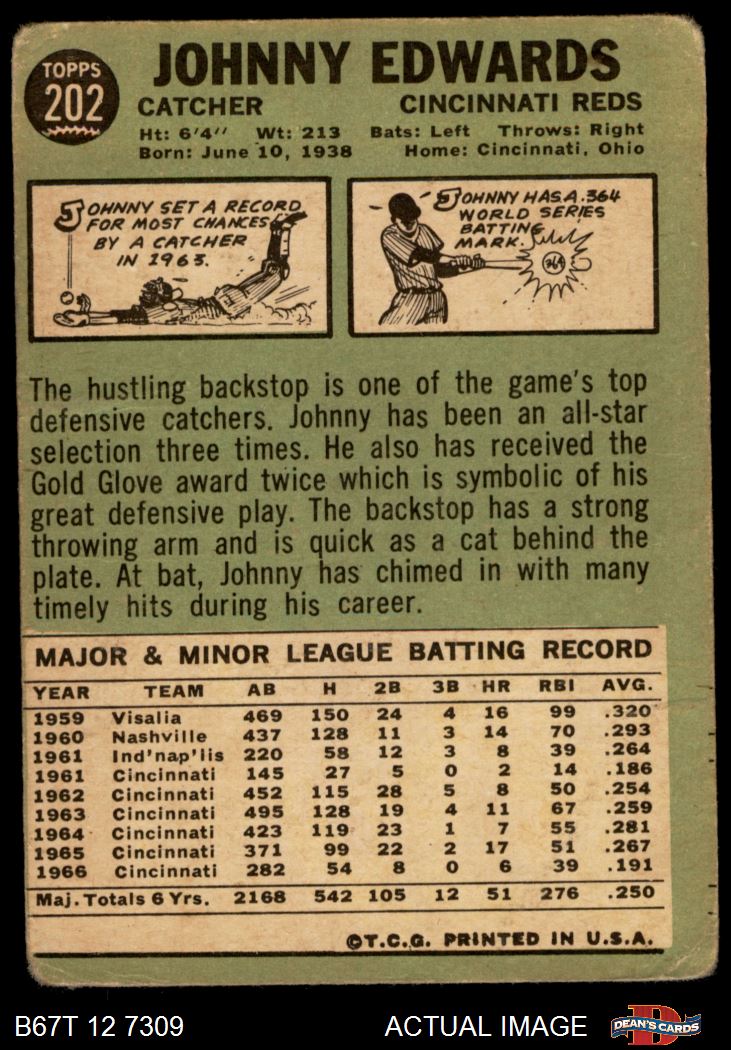 TOPPS
202
JOHNNY EDWARDS
CATCHER CINCINNATI REDS
Ht: 6'4" Wt: 213 Bats: Left Throws: Right
Born: June 10, 1938 Home: Cincinnati, Ohio
JOHNNY SET A RECORD
FOR MOST CHANCES
BY A CATCHER
IN 1963.
JOHNNY HAS A .364
WORLD SERIES
BATTING
MARK.
364
The hustling backstop is one of the game's top
defensive catchers. Johnny has been an all-star
selection three times. He also has received the
Gold Glove award twice which is symbolic of his
great defensive play. The backstop has a strong
throwing arm and is quick as a cat behind the
plate. At bat, Johnny has chimed in with many
timely hits during his career.
MAJOR & MINOR LEAGUE BATTING RECORD
YEAR TEAM AB H 2B 3B HR RBI AVG.
1959 Visalia 469 150 24 4 16 99 .320
1960 Nashville 437 128 11 3 14 70 .293
1961 Ind'nap'lis 220 58 12 3 8 39 .264
1961 Cincinnati 145 27 5 0 2 14 .186
1962 Cincinnati 452 115 28 5 8 50 .254
1963 Cincinnati 495 128 19 4 11 67 .259
1964 Cincinnati 423 119 23 1 7 55 .281
1965 Cincinnati 371 99 22 2 17 51 .267
1966 Cincinnati 282 54 8 0 6 39 .191
Maj. Totals 6 Yrs. 2168 542 105 12 51 276 .250
©T.C.G. PRINTED IN U.S.A.
B67T 12 7309 ACTUAL IMAGE
D
DEAN'S CARDS